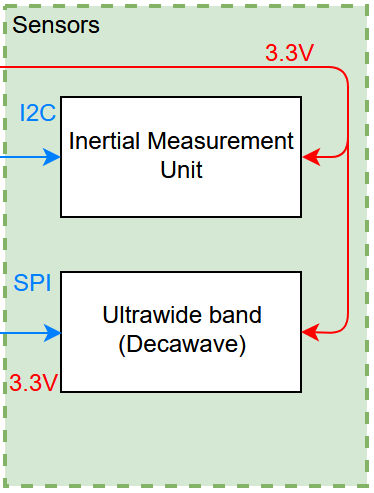 Sensors
3.3V
I2C
Inertial Measurement
Unit
SPI
Ultrawide band
(Decawave)
3.3V